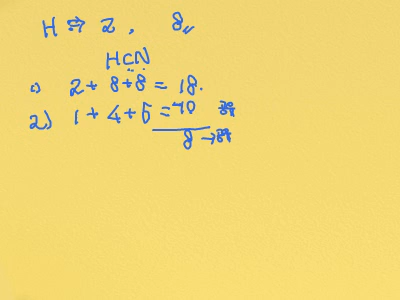 H ⇒ 2, 8
HCN
1) 2 + 8 + 8 = 18.
2) 1 + 4 + 5 = 10
8 →